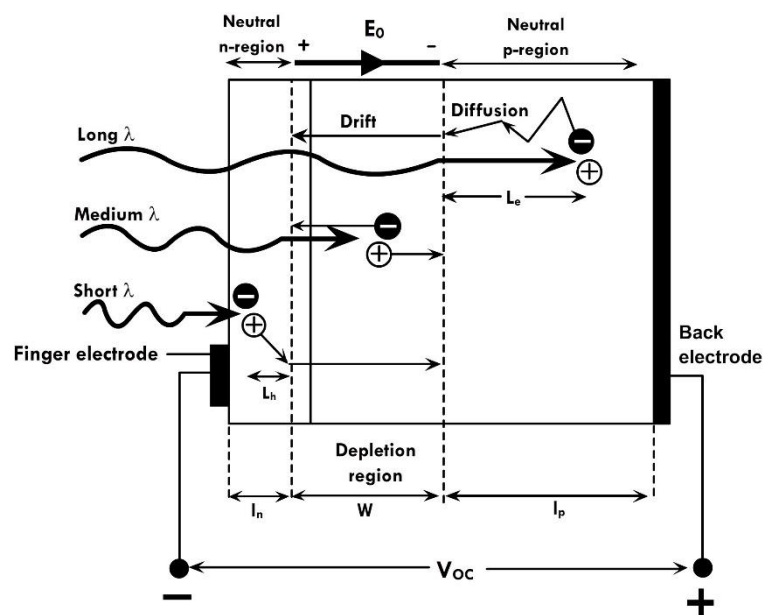 Neutral
n-region
+
E₀
-
Neutral
p-region
Drift
Diffusion
Long λ
−
+
Lₑ
Medium λ
−
+
Short λ
−
+
Finger electrode
Lₕ
Back
electrode
Depletion
region
lₙ
W
lₚ
V_OC
−
+